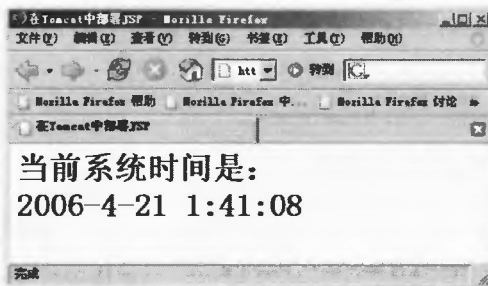 在Tomcat中部署JSP - Mozilla Firefox
文件(F) 编辑(E) 查看(V) 转到(G) 书签(B) 工具(T) 帮助(H)
htt 转到 G
Mozilla Firefox 帮助 Mozilla Firefox 中... Mozilla Firefox 讨论 »
在Tomcat中部署JSP
当前系统时间是：
2006-4-21 1:41:08
完成